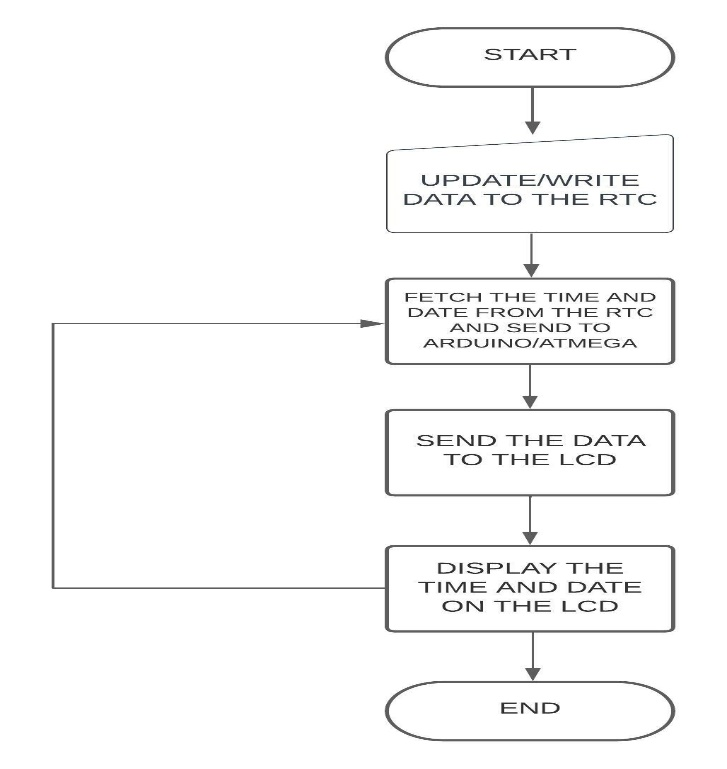 START
UPDATE/WRITE
DATA TO THE RTC
FETCH THE TIME AND
DATE FROM THE RTC
AND SEND TO
ARDUINO/ATMEGA
SEND THE DATA
TO THE LCD
DISPLAY THE
TIME AND DATE
ON THE LCD
END